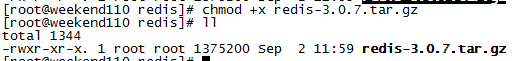 [root@weekend110 redis]# chmod +x redis-3.0.7.tar.gz
[root@weekend110 redis]# ll
total 1344
-rwxr-xr-x. 1 root root 1375200 Sep  2 11:59 redis-3.0.7.tar.gz
[root@weekend110 redis]#